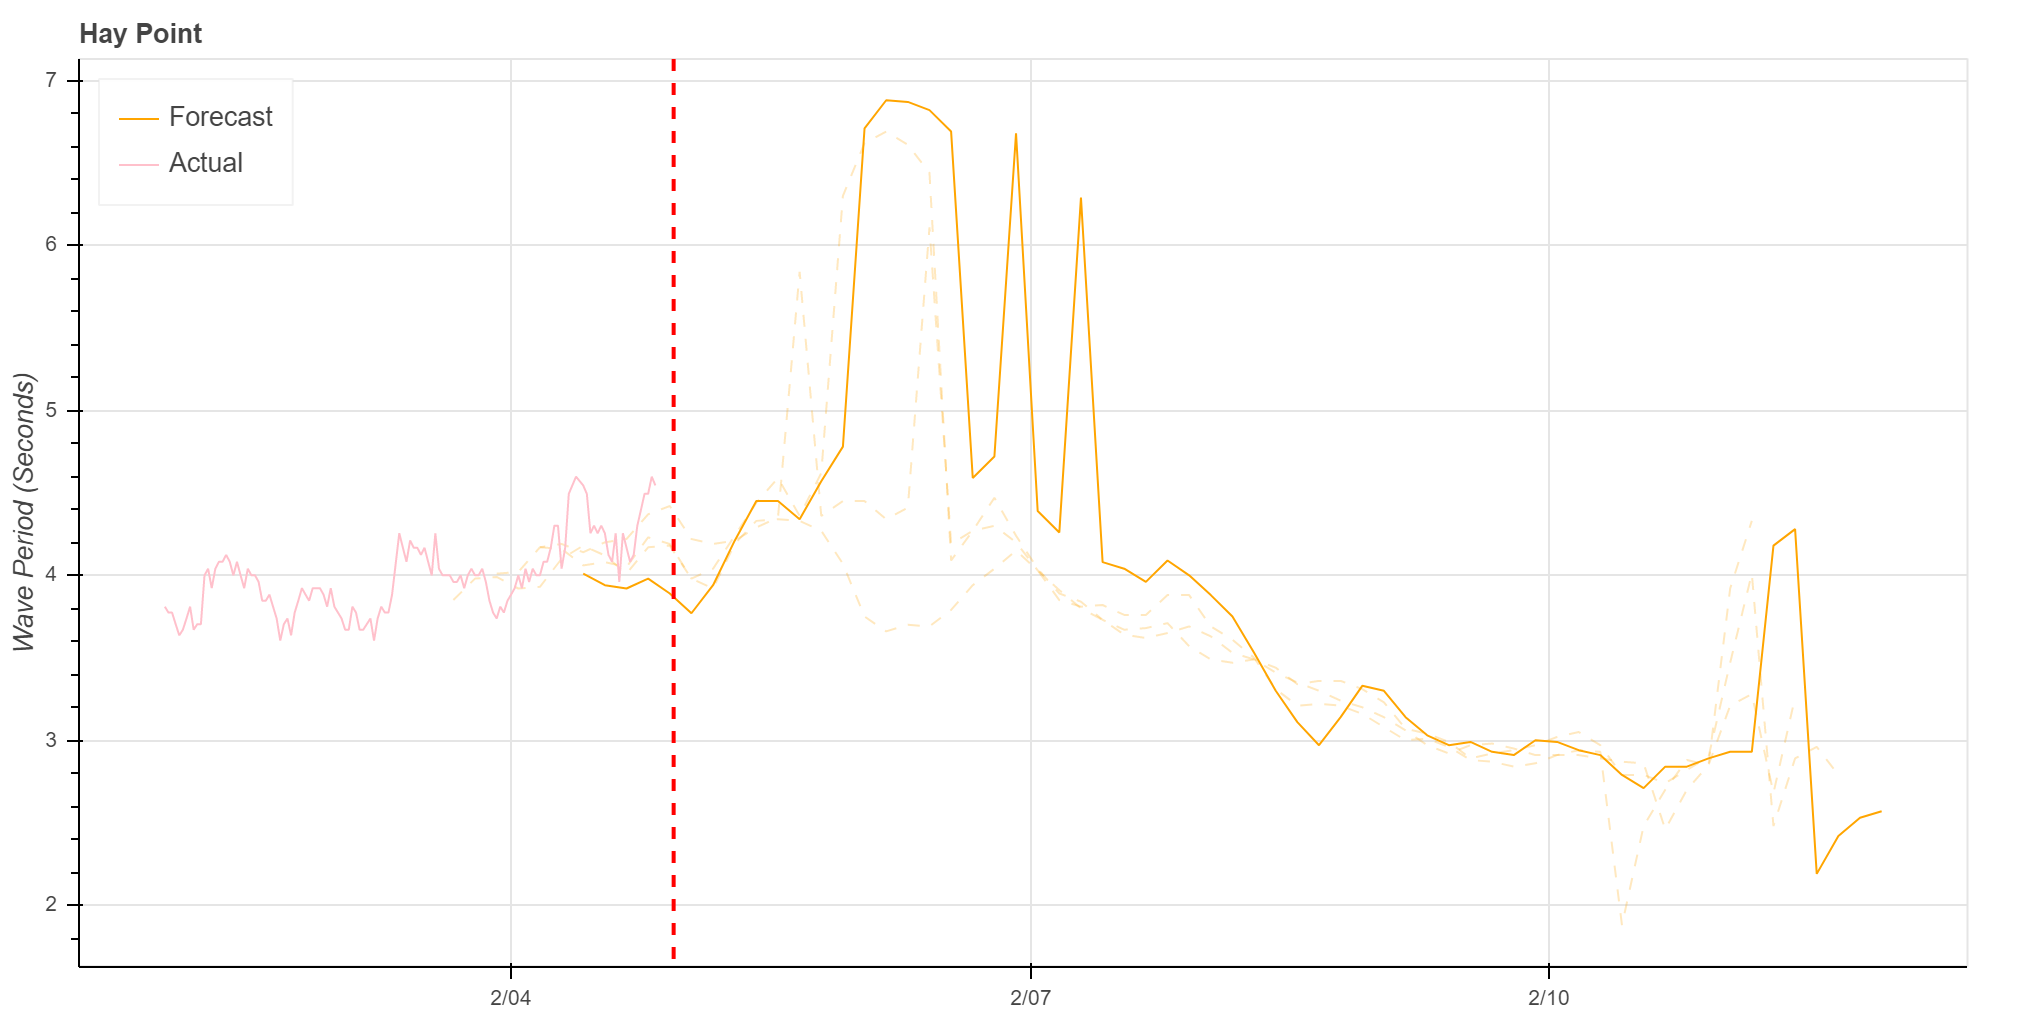 Hay Point
Forecast
Actual
Wave Period (Seconds)
7
6
5
4
3
2
2/04
2/07
2/10